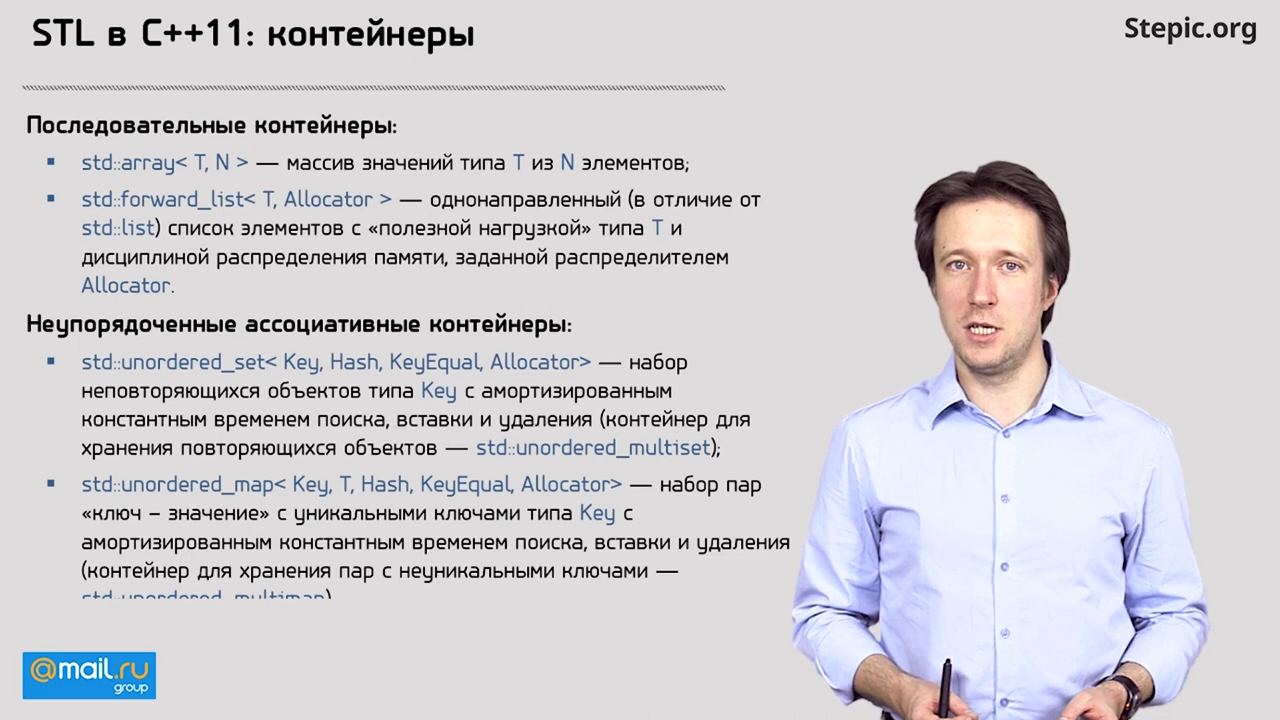 STL в C++11: контейнеры
Stepic.org
Последовательные контейнеры:
▪ std::array< T, N > — массив значений типа T из N элементов;
▪ std::forward_list< T, Allocator > — однонаправленный (в отличие от
std::list) список элементов с «полезной нагрузкой» типа T и
дисциплиной распределения памяти, заданной распределителем
Allocator.
Неупорядоченные ассоциативные контейнеры:
▪ std::unordered_set< Key, Hash, KeyEqual, Allocator> — набор
неповторяющихся объектов типа Key с амортизированным
константным временем поиска, вставки и удаления (контейнер для
хранения повторяющихся объектов — std::unordered_multiset);
▪ std::unordered_map< Key, T, Hash, KeyEqual, Allocator> — набор пар
«ключ – значение» с уникальными ключами типа Key с
амортизированным константным временем поиска, вставки и удаления
(контейнер для хранения пар с неуникальными ключами —
std::unordered_multimap)
@mail.ru
group